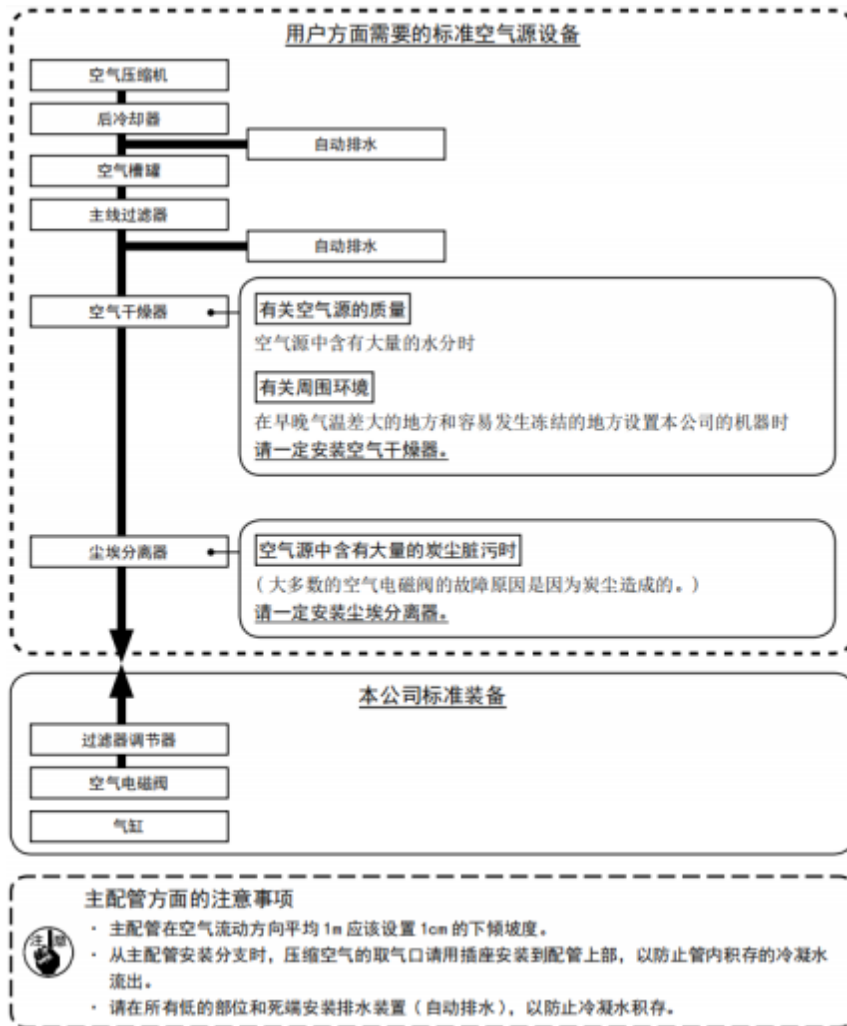 用户方面需要的标准空气源设备
空气压缩机
后冷却器
自动排水
空气槽罐
主线过滤器
自动排水
空气干燥器
有关空气源的质量
空气源中含有大量的水分时
有关周围环境
在早晚气温差大的地方和容易发生冻结的地方设置本公司的机器时
请一定安装空气干燥器。
尘埃分离器
空气源中含有大量的炭尘脏污时
(大多数的空气电磁阀的故障原因是因为炭尘造成的。)
请一定安装尘埃分离器。
本公司标准装备
过滤器调节器
空气电磁阀
气缸
主配管方面的注意事项
注意
· 主配管在空气流动方向平均 1m 应该设置 1cm 的下倾坡度。
· 从主配管安装分支时，压缩空气的取气口请用插座安装到配管上部，以防止管内积存的冷凝水
流出。
· 请在所有低的部位和死端安装排水装置（自动排水），以防止冷凝水积存。